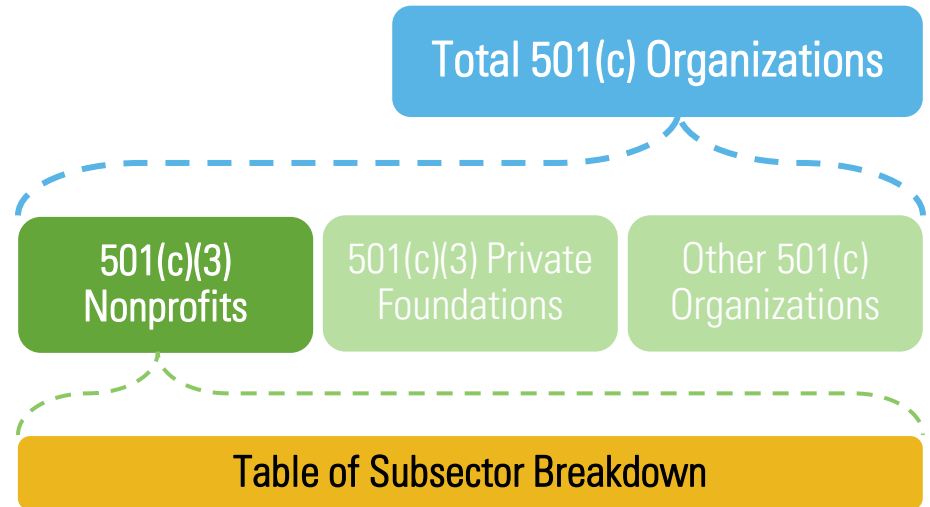 Total 501(c) Organizations
501(c)(3)
Nonprofits
501(c)(3) Private
Foundations
Other 501(c)
Organizations
Table of Subsector Breakdown